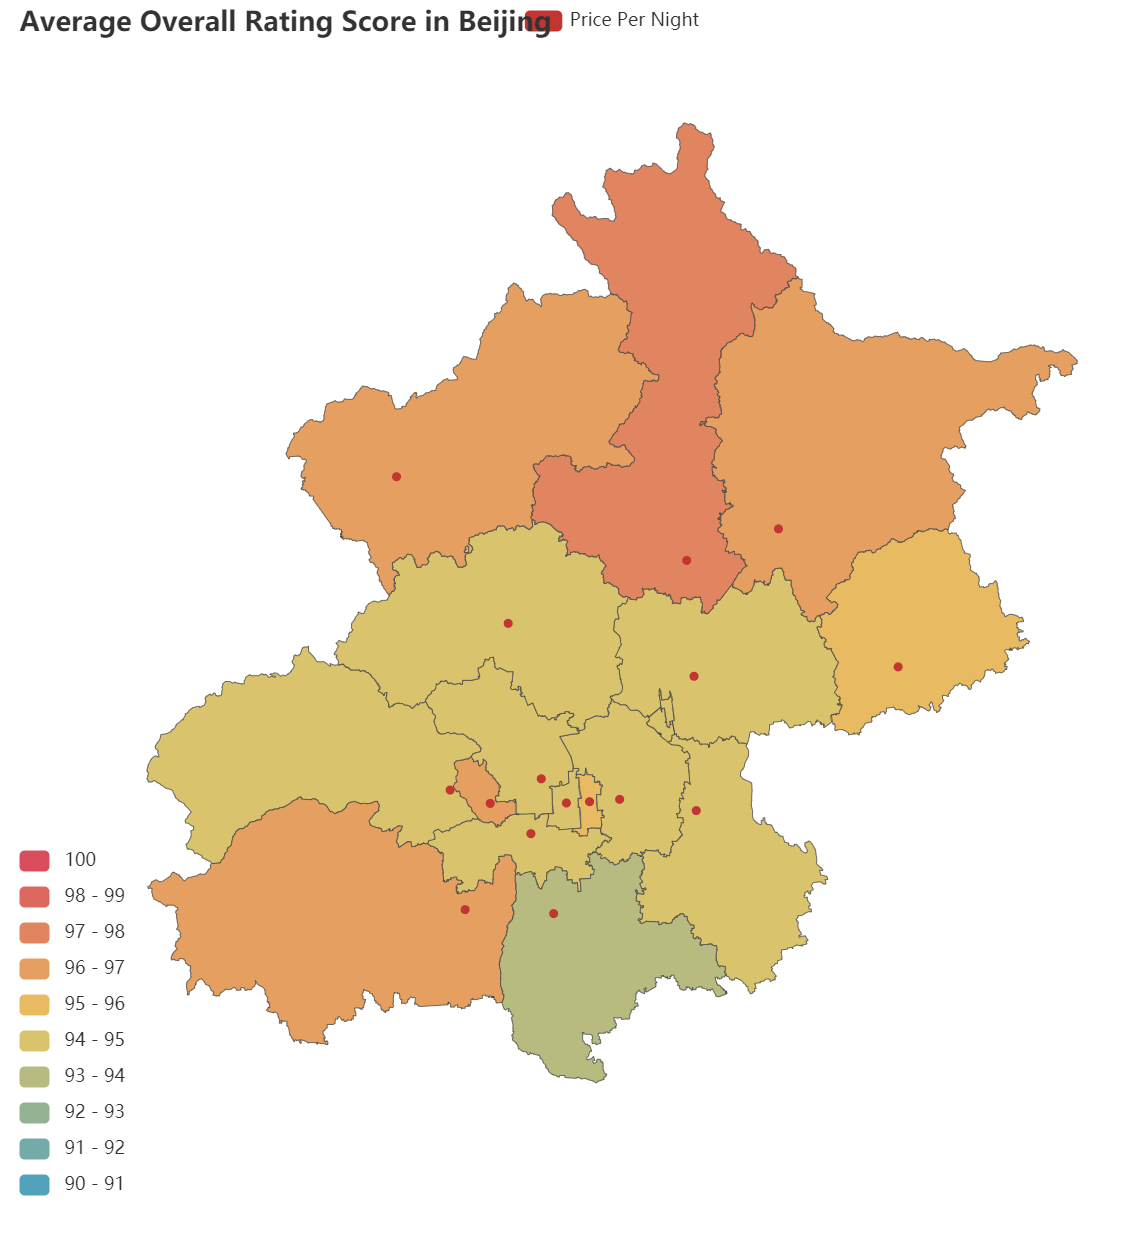 Average Overall Rating Score in Beijing
Price Per Night
100
98 - 99
97 - 98
96 - 97
95 - 96
94 - 95
93 - 94
92 - 93
91 - 92
90 - 91